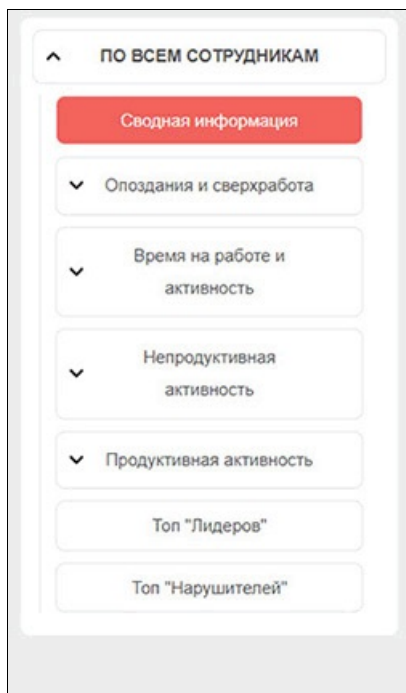 ПО ВСЕМ СОТРУДНИКАМ
Сводная информация
Опоздания и сверхработа
Время на работе и
активность
Непродуктивная
активность
Продуктивная активность
Топ "Лидеров"
Топ "Нарушителей"